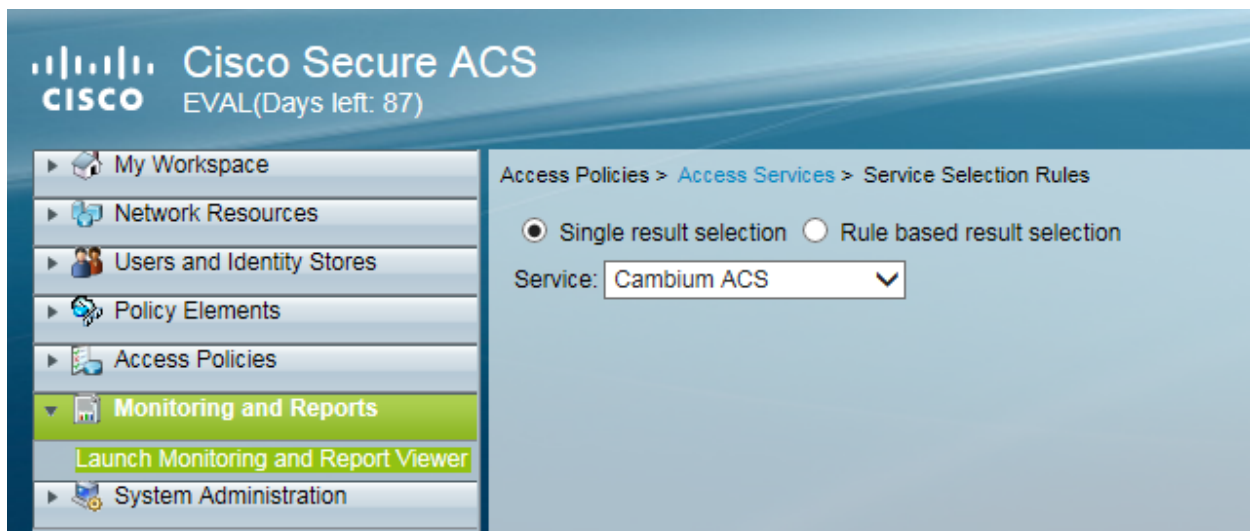 Cisco Secure ACS
CISCO
EVAL(Days left: 87)
My Workspace
Network Resources
Users and Identity Stores
Policy Elements
Access Policies
Monitoring and Reports
Launch Monitoring and Report Viewer
System Administration
Access Policies > Access Services > Service Selection Rules
Single result selection Rule based result selection
Service: Cambium ACS